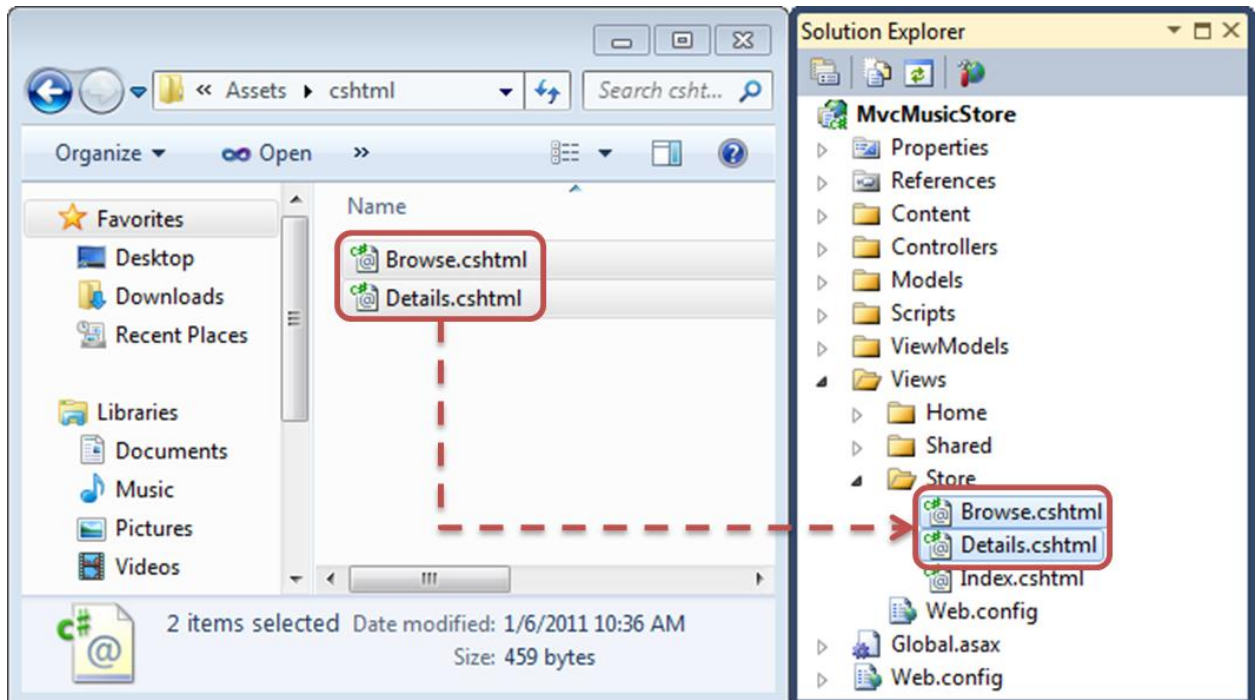 « Assets ▸ cshtml
Search csht...
Organize
Open
»
Favorites
Desktop
Downloads
Recent Places
Libraries
Documents
Music
Pictures
Videos
Name
Browse.cshtml
Details.cshtml
2 items selected Date modified: 1/6/2011 10:36 AM
Size: 459 bytes
Solution Explorer
MvcMusicStore
Properties
References
Content
Controllers
Models
Scripts
ViewModels
Views
Home
Shared
Store
Browse.cshtml
Details.cshtml
Index.cshtml
Web.config
Global.asax
Web.config